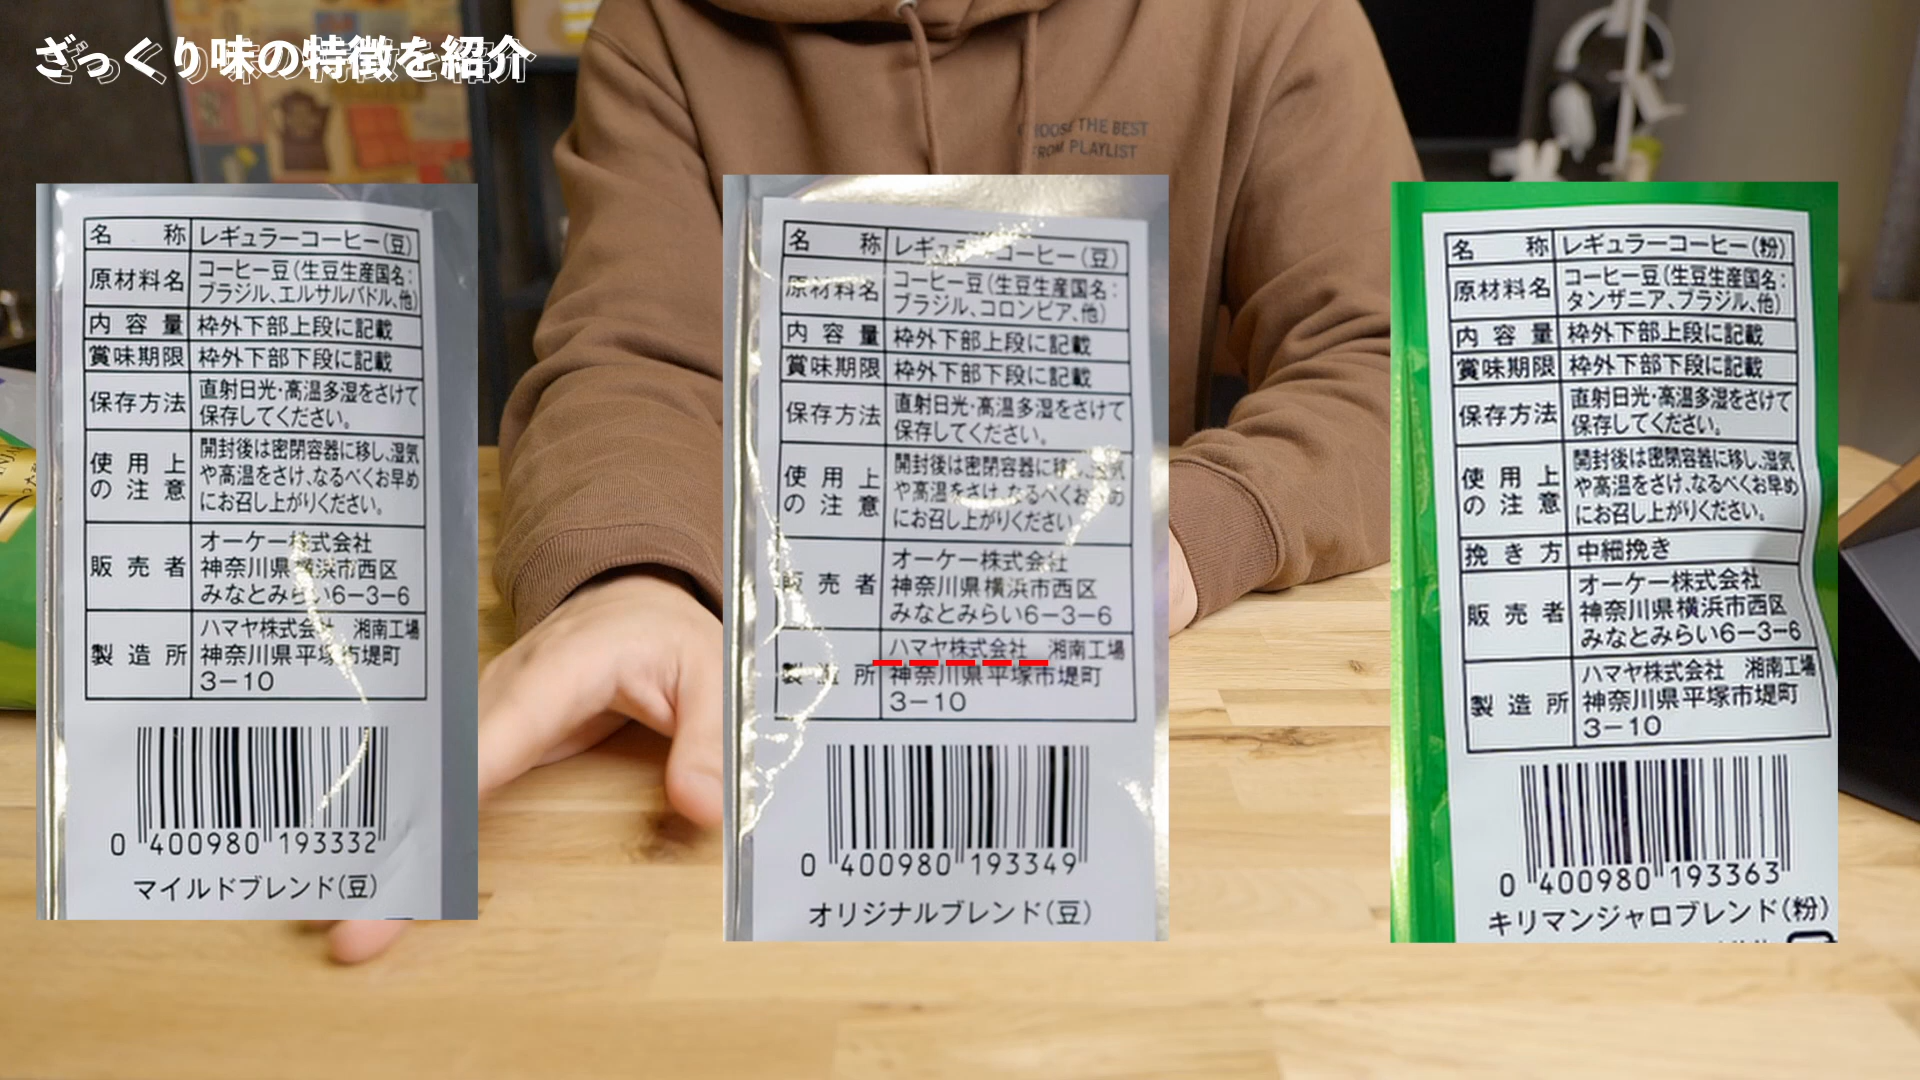 ざっくり味の特徴を紹介
CHOOSE THE BEST
FROM PLAYLIST
名称 レギュラーコーヒー(豆)
原材料名 コーヒー豆(生豆生産国名:
ブラジル、エルサルバドル、他)
内容量 枠外下部上段に記載
賞味期限 枠外下部下段に記載
保存方法 直射日光・高温多湿をさけて
保存してください。
使用上の注意 開封後は密閉容器に移し、湿気
や高温をさけ、なるべくお早め
にお召し上がりください。
販売者 オーケー株式会社
神奈川県横浜市西区
みなとみらい6-3-6
製造所 ハマヤ株式会社 湘南工場
神奈川県平塚市堤町
3-10
0 400980 193332
マイルドブレンド(豆)
名称 レギュラーコーヒー(豆)
原材料名 コーヒー豆(生豆生産国名:
ブラジル、コロンビア、他)
内容量 枠外下部上段に記載
賞味期限 枠外下部下段に記載
保存方法 直射日光・高温多湿をさけて
保存してください。
使用上の注意 開封後は密閉容器に移し、湿気
や高温をさけ、なるべくお早め
にお召し上がりください。
販売者 オーケー株式会社
神奈川県横浜市西区
みなとみらい6-3-6
製造所 ハマヤ株式会社 湘南工場
神奈川県平塚市堤町
3-10
0 400980 193349
オリジナルブレンド(豆)
名称 レギュラーコーヒー(粉)
原材料名 コーヒー豆(生豆生産国名:
タンザニア、ブラジル、他)
内容量 枠外下部上段に記載
賞味期限 枠外下部下段に記載
保存方法 直射日光・高温多湿をさけて
保存してください。
使用上の注意 開封後は密閉容器に移し、湿気
や高温をさけ、なるべくお早め
にお召し上がりください。
挽き方 中細挽き
販売者 オーケー株式会社
神奈川県横浜市西区
みなとみらい6-3-6
製造所 ハマヤ株式会社 湘南工場
神奈川県平塚市堤町
3-10
0 400980 193363
キリマンジャロブレンド(粉)